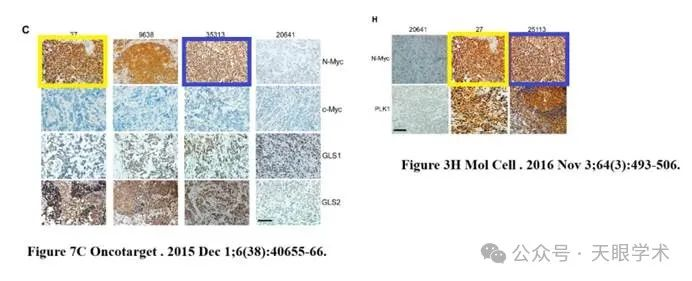 C
37 9638 35313 20641
N-Myc
c-Myc
GLS1
GLS2
Figure 7C Oncotarget . 2015 Dec 1;6(38):40655-66.
H
20641 27 25113
N-Myc
PLK1
Figure 3H Mol Cell . 2016 Nov 3;64(3):493-506.
公众号 · 天眼学术